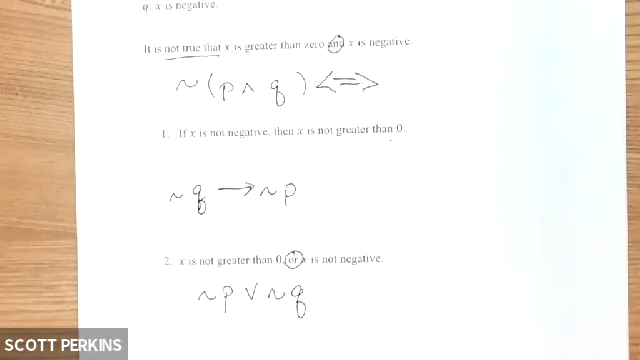 q: x is negative.
It is not true that x is greater than zero and x is negative.
~(p ∧ q) <=>
1. If x is not negative, then x is not greater than 0.
~q → ~p
2. x is not greater than 0, or x is not negative.
~p ∨ ~q
SCOTT PERKINS